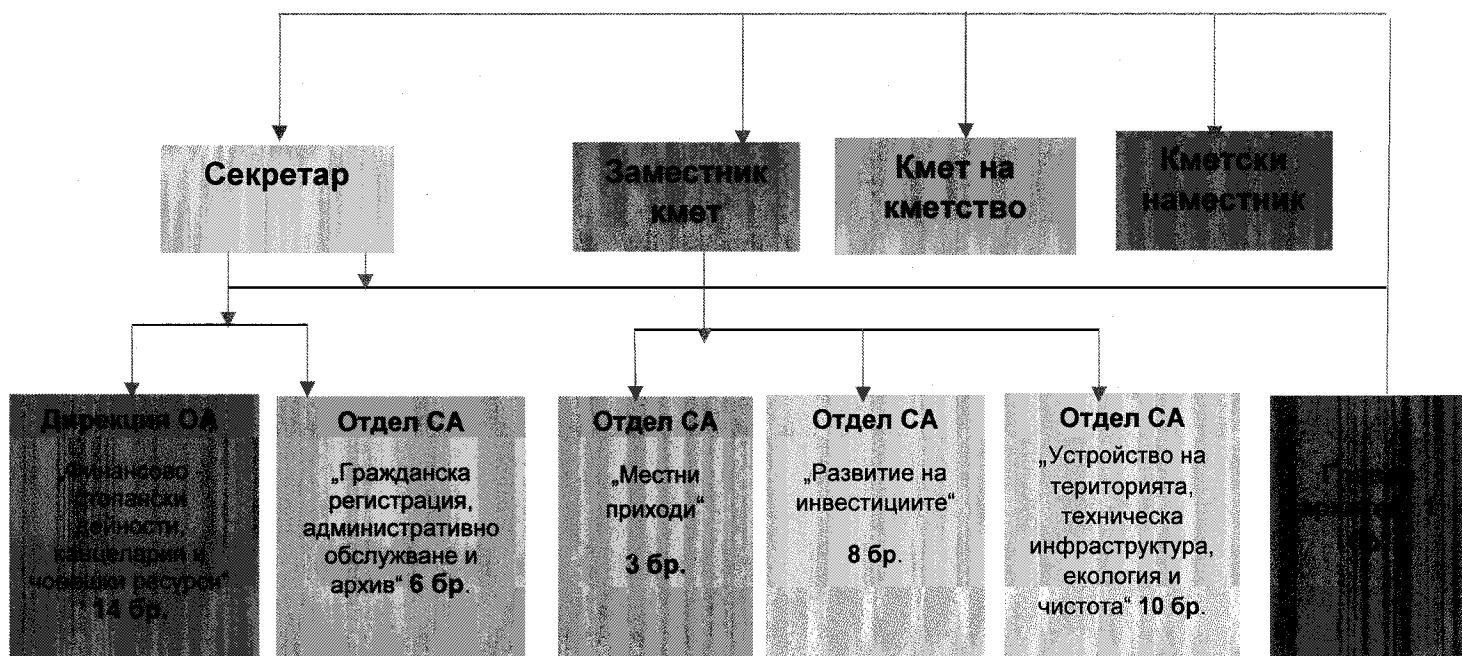 Секретар
Заместник
кмет
Кмет на
кметство
Кметски
наместник
Дирекция ОА
„Финансово -
стопански
дейности,
канцелария и
човешки ресурси“
14 бр.
Отдел СА
„Гражданска
регистрация,
административно
обслужване и
архив“ 6 бр.
Отдел СА
„Местни
приходи“
3 бр.
Отдел СА
„Развитие на
инвестициите“
8 бр.
Отдел СА
„Устройство на
територията,
техническа
инфраструктура,
екология и
чистота“ 10 бр.